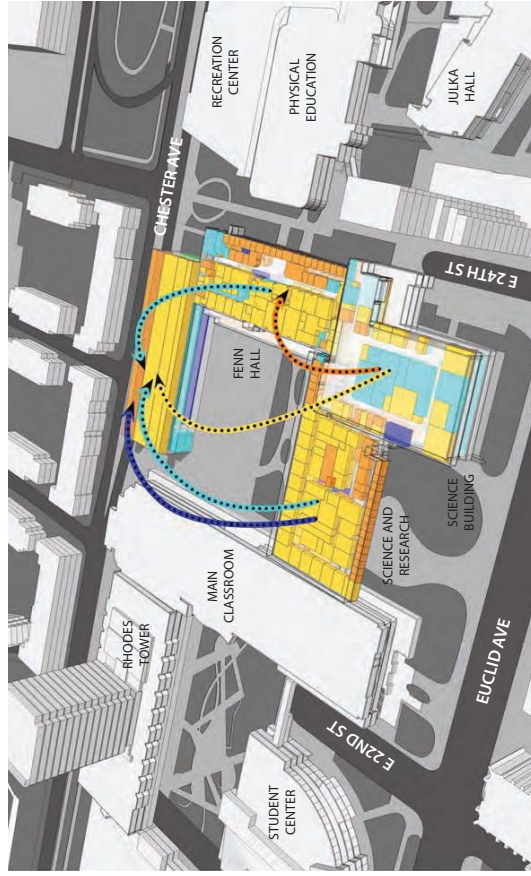 RECREATION
CENTER
PHYSICAL
EDUCATION
JULKA
HALL
CHESTER AVE
E 24TH ST
FENN
HALL
SCIENCE
BUILDING
SCIENCE AND
RESEARCH
MAIN
CLASSROOM
RHODES
TOWER
EUCLID AVE
E 22ND ST
STUDENT
CENTER